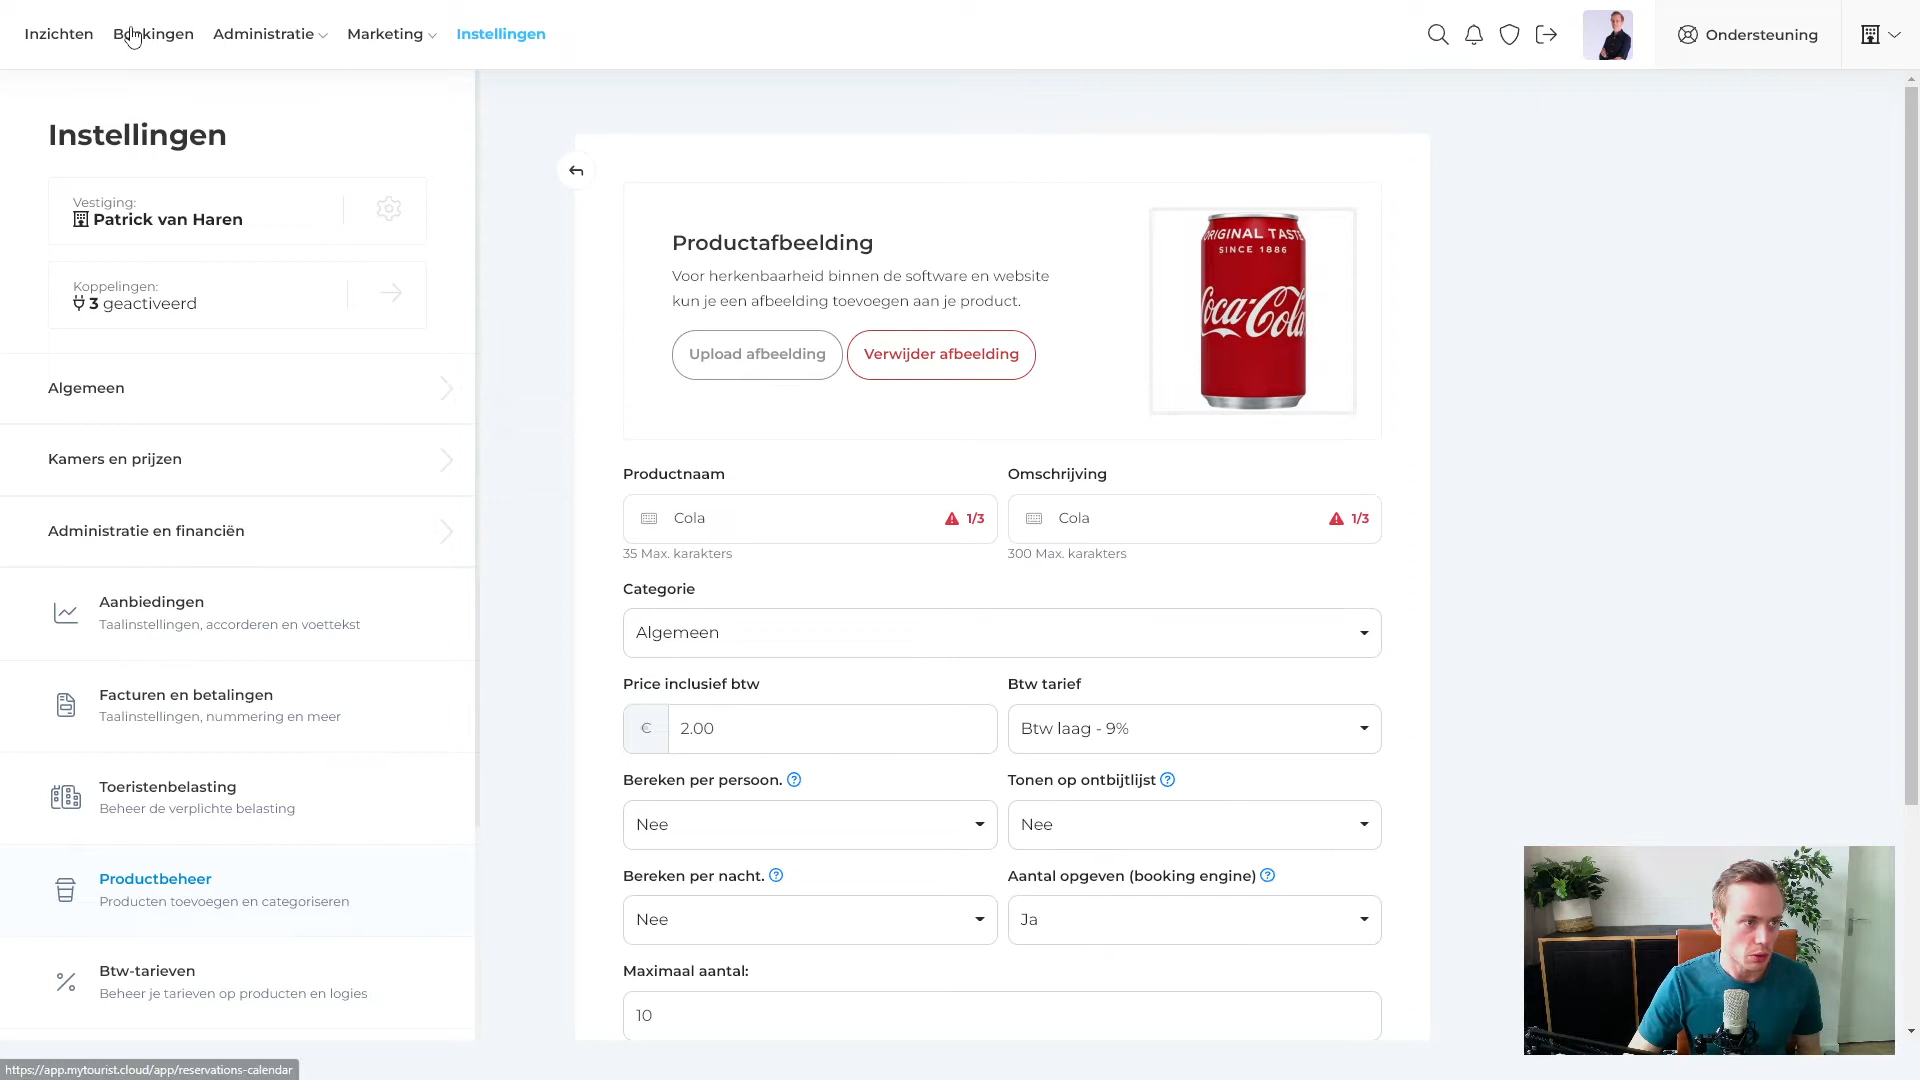 Inzichten
Boekingen
Administratie
Marketing
Instellingen
Ondersteuning
Instellingen
Vestiging:
Patrick van Haren
Koppelingen:
3 geactiveerd
Algemeen
Kamers en prijzen
Administratie en financiën
Aanbiedingen
Taalinstellingen, accorderen en voettekst
Facturen en betalingen
Taalinstellingen, nummering en meer
Toeristenbelasting
Beheer de verplichte belasting
Productbeheer
Producten toevoegen en categoriseren
Btw-tarieven
Beheer je tarieven op producten en logies
Productafbeelding
Voor herkenbaarheid binnen de software en website
kun je een afbeelding toevoegen aan je product.
Upload afbeelding
Verwijder afbeelding
ORIGINAL TASTE
SINCE 1886
Coca-Cola
Productnaam
Cola
1/3
35 Max. karakters
Omschrijving
Cola
1/3
300 Max. karakters
Categorie
Algemeen
Price inclusief btw
€ 2.00
Btw tarief
Btw laag - 9%
Bereken per persoon.
Nee
Tonen op ontbijtlijst
Nee
Bereken per nacht.
Nee
Aantal opgeven (booking engine)
Ja
Maximaal aantal:
10
https://app.mytourist.cloud/app/reservations-calendar